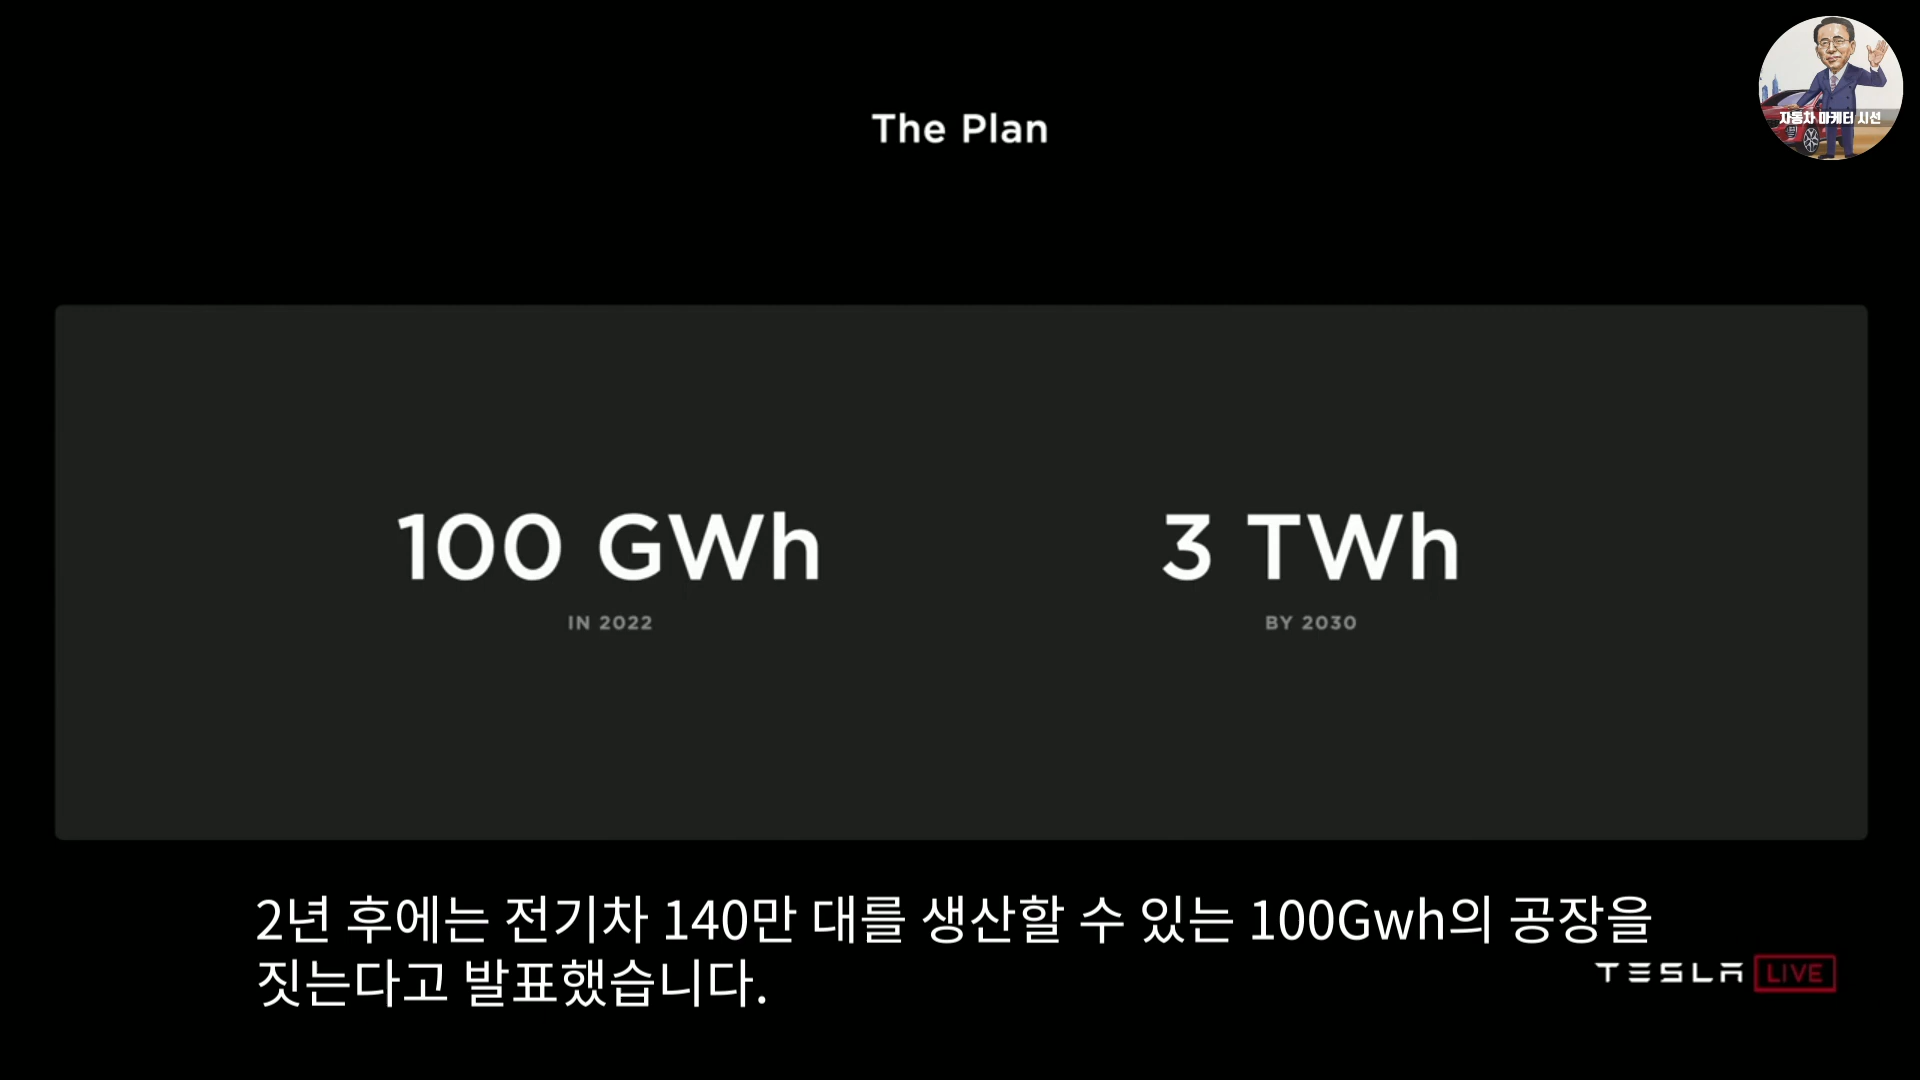 자동차 마케터 시선
The Plan
100 GWh
IN 2022
3 TWh
BY 2030
2년 후에는 전기차 140만 대를 생산할 수 있는 100Gwh의 공장을
짓는다고 발표했습니다.
TESLA LIVE